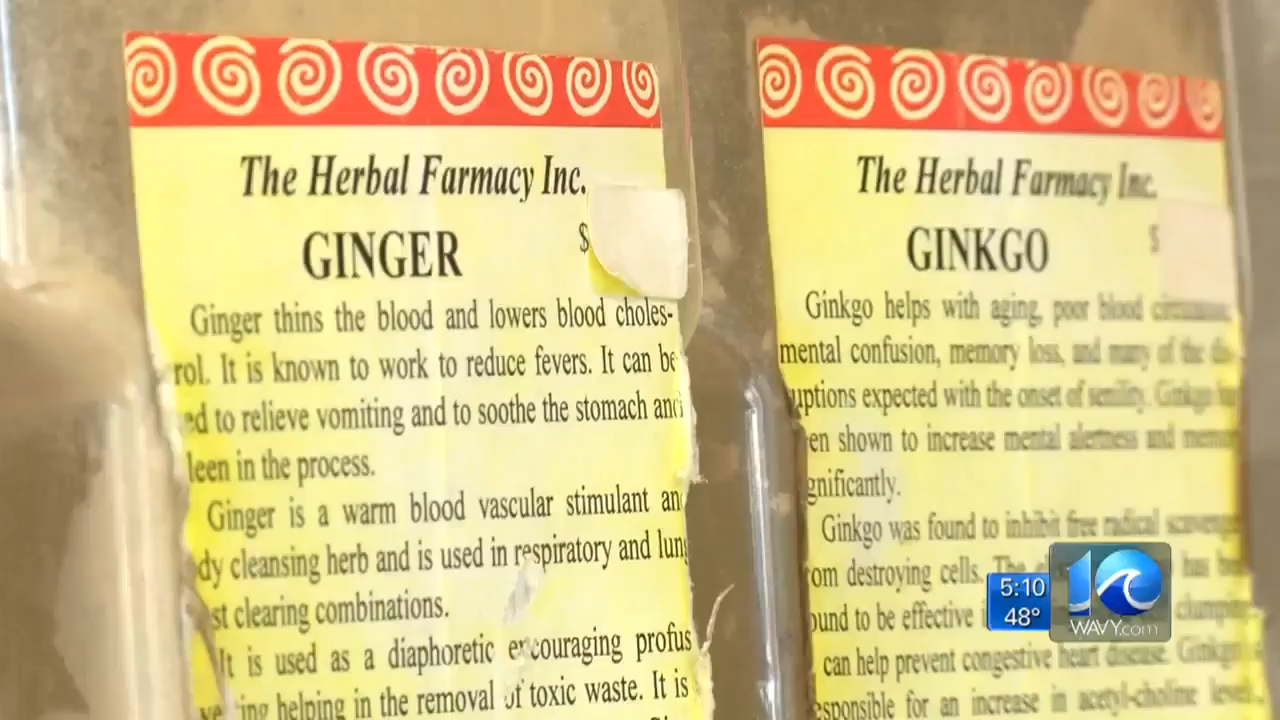 The Herbal Farmacy Inc.
GINGER $
Ginger thins the blood and lowers blood choles-
rol. It is known to work to reduce fevers. It can be
ed to relieve vomiting and to soothe the stomach and
leen in the process.
Ginger is a warm blood vascular stimulant an
dy cleansing herb and is used in respiratory and lung
st clearing combinations.
It is used as a diaphoretic encouraging profus
helping in the removal of toxic waste. It is
The Herbal Farmacy Inc.
GINKGO $
Ginkgo helps with aging, poor blood
mental confusion, memory loss, and many of the
uptions expected with the onset of senility. Ginkgo
en shown to increase mental alertness and
gnificantly.
Ginkgo was found to inhibit free radical
om destroying cells. The has
ound to be effective
can help prevent congestive heart disease. Ginkgo
esponsible for an increase in acetyl-choline
5:10
48°
10
WAVY.com